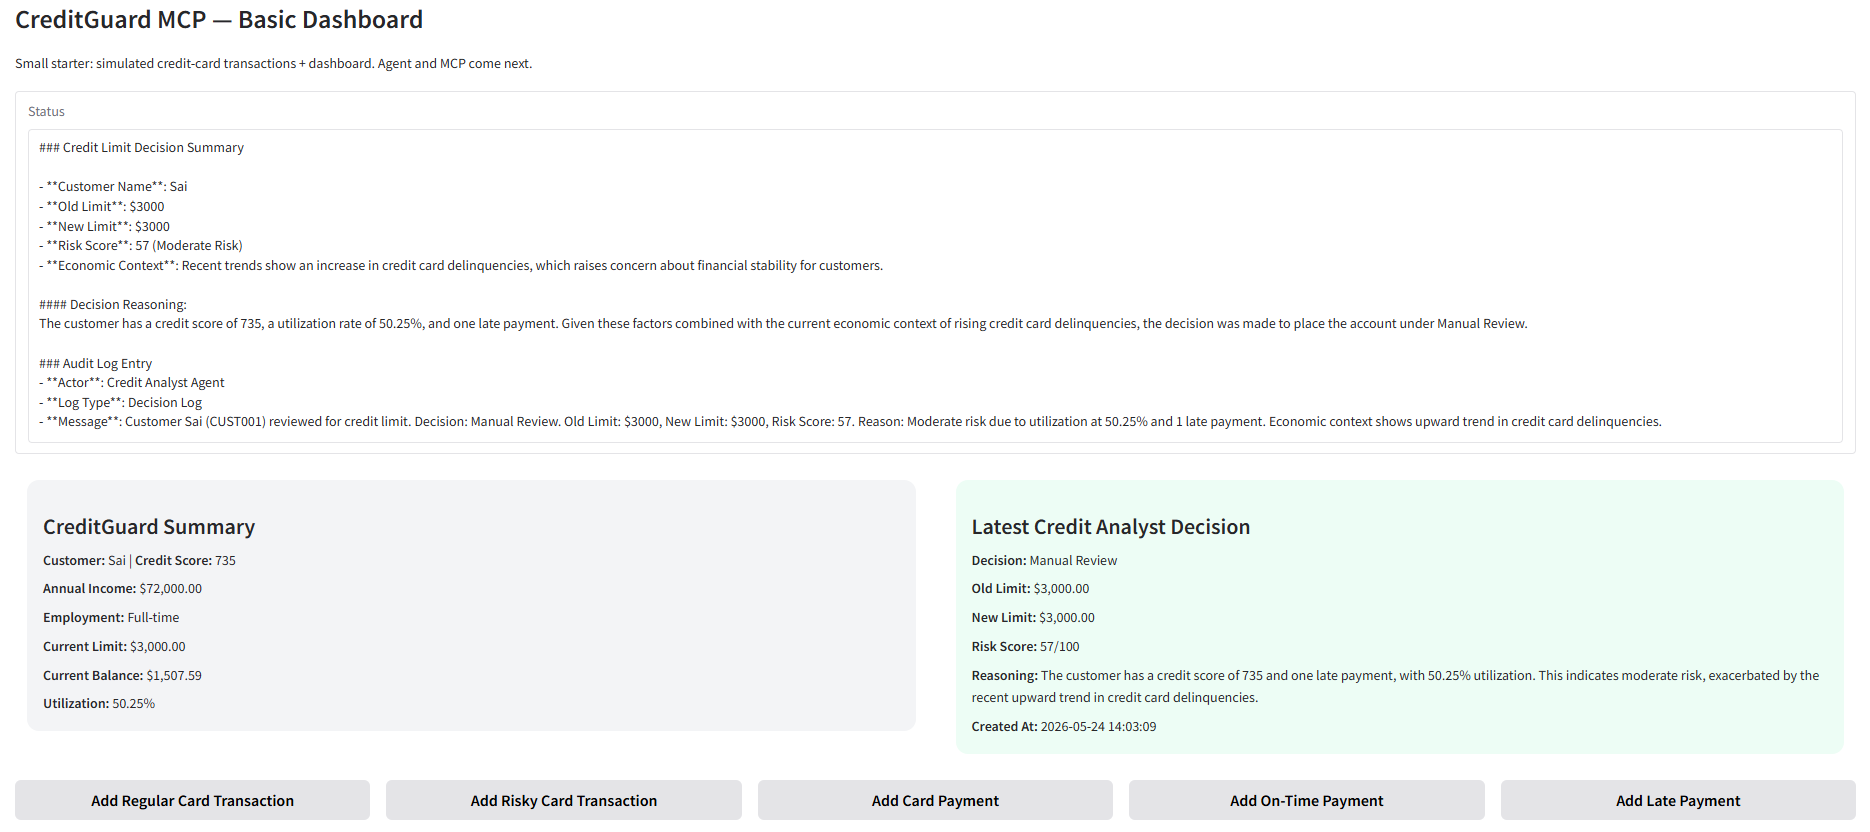 CreditGuard MCP — Basic Dashboard
Small starter: simulated credit-card transactions + dashboard. Agent and MCP come next.
Status
### Credit Limit Decision Summary
- **Customer Name**: Sai
- **Old Limit**: $3000
- **New Limit**: $3000
- **Risk Score**: 57 (Moderate Risk)
- **Economic Context**: Recent trends show an increase in credit card delinquencies, which raises concern about financial stability for customers.
#### Decision Reasoning:
The customer has a credit score of 735, a utilization rate of 50.25%, and one late payment. Given these factors combined with the current economic context of rising credit card delinquencies, the decision was made to place the account under Manual Review.
### Audit Log Entry
- **Actor**: Credit Analyst Agent
- **Log Type**: Decision Log
- **Message**: Customer Sai (CUST001) reviewed for credit limit. Decision: Manual Review. Old Limit: $3000, New Limit: $3000, Risk Score: 57. Reason: Moderate risk due to utilization at 50.25% and 1 late payment. Economic context shows upward trend in credit card delinquencies.
CreditGuard Summary
Customer: Sai | Credit Score: 735
Annual Income: $72,000.00
Employment: Full-time
Current Limit: $3,000.00
Current Balance: $1,507.59
Utilization: 50.25%
Latest Credit Analyst Decision
Decision: Manual Review
Old Limit: $3,000.00
New Limit: $3,000.00
Risk Score: 57/100
Reasoning: The customer has a credit score of 735 and one late payment, with 50.25% utilization. This indicates moderate risk, exacerbated by the
recent upward trend in credit card delinquencies.
Created At: 2026-05-24 14:03:09
Add Regular Card Transaction
Add Risky Card Transaction
Add Card Payment
Add On-Time Payment
Add Late Payment